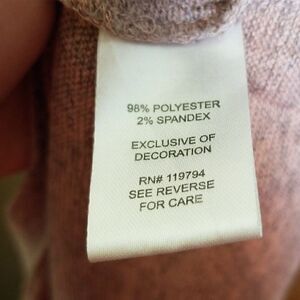 98% POLYESTER
2% SPANDEX
EXCLUSIVE OF
DECORATION
RN# 119794
SEE REVERSE
FOR CARE